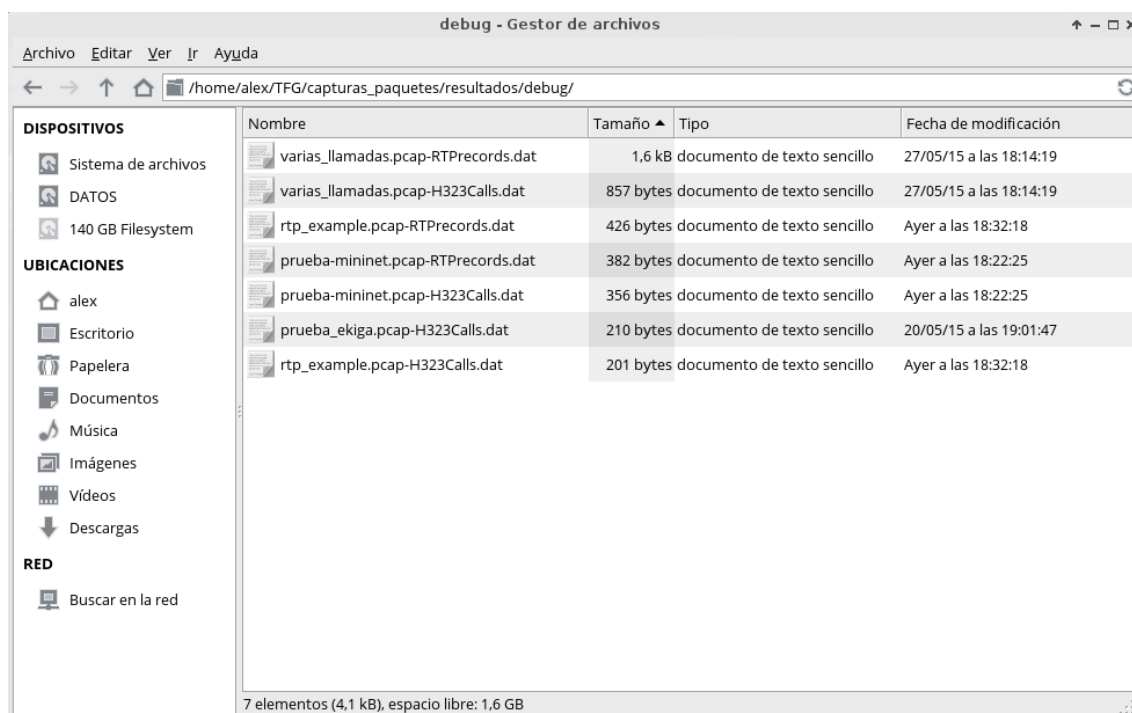 debug - Gestor de archivos
Archivo Editar Ver Ir Ayuda
/home/alex/TFG/capturas_paquetes/resultados/debug/
DISPOSITIVOS
Sistema de archivos
DATOS
140 GB Filesystem
UBICACIONES
alex
Escritorio
Papelera
Documentos
Música
Imágenes
Vídeos
Descargas
RED
Buscar en la red
Nombre Tamaño Tipo Fecha de modificación
varias_llamadas.pcap-RTPrecords.dat 1,6 kB documento de texto sencillo 27/05/15 a las 18:14:19
varias_llamadas.pcap-H323Calls.dat 857 bytes documento de texto sencillo 27/05/15 a las 18:14:19
rtp_example.pcap-RTPrecords.dat 426 bytes documento de texto sencillo Ayer a las 18:32:18
prueba-mininet.pcap-RTPrecords.dat 382 bytes documento de texto sencillo Ayer a las 18:22:25
prueba-mininet.pcap-H323Calls.dat 356 bytes documento de texto sencillo Ayer a las 18:22:25
prueba_ekiga.pcap-H323Calls.dat 210 bytes documento de texto sencillo 20/05/15 a las 19:01:47
rtp_example.pcap-H323Calls.dat 201 bytes documento de texto sencillo Ayer a las 18:32:18
7 elementos (4,1 kB), espacio libre: 1,6 GB